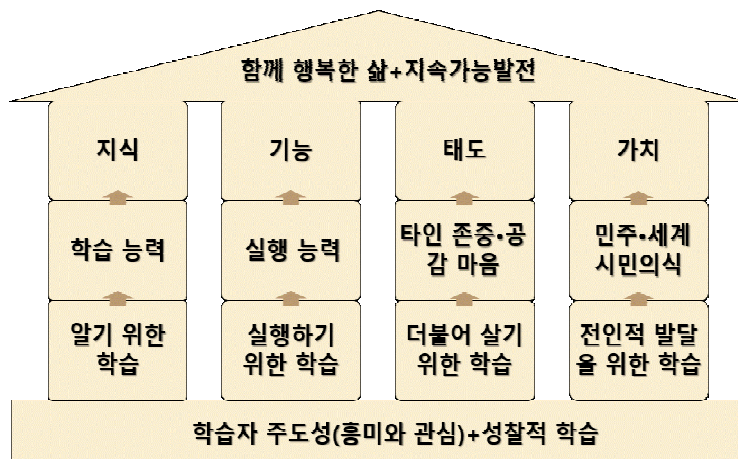 함께 행복한 삶+지속가능발전
지식
기능
태도
가치
학습 능력
실행 능력
타인 존중·공
감 마음
민주·세계
시민의식
알기 위한
학습
실행하기
위한 학습
더불어 살기
위한 학습
전인적 발달
을 위한 학습
학습자 주도성(흥미와 관심)+성찰적 학습